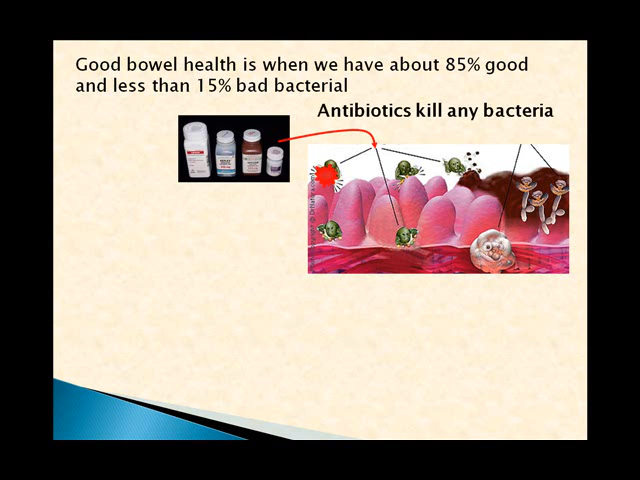 Good bowel health is when we have about 85% good
and less than 15% bad bacterial
Antibiotics kill any bacteria